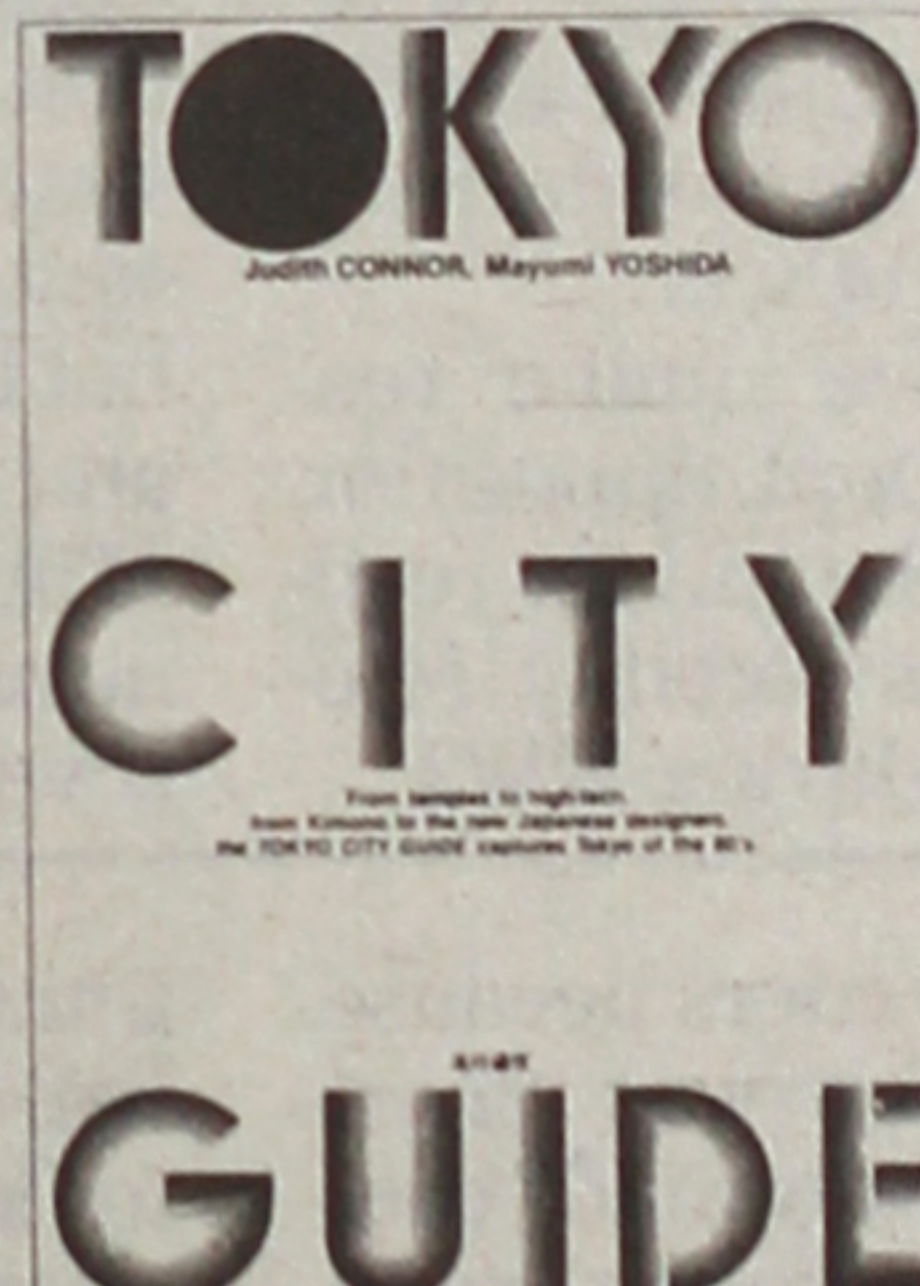 TOKYO
Judith CONNOR, Mayumi YOSHIDA
CITY
From temples to high-tech.
from Kimono to the new Japanese designers.
the TOKYO CITY GUIDE captures Tokyo of the 80's
GUIDE